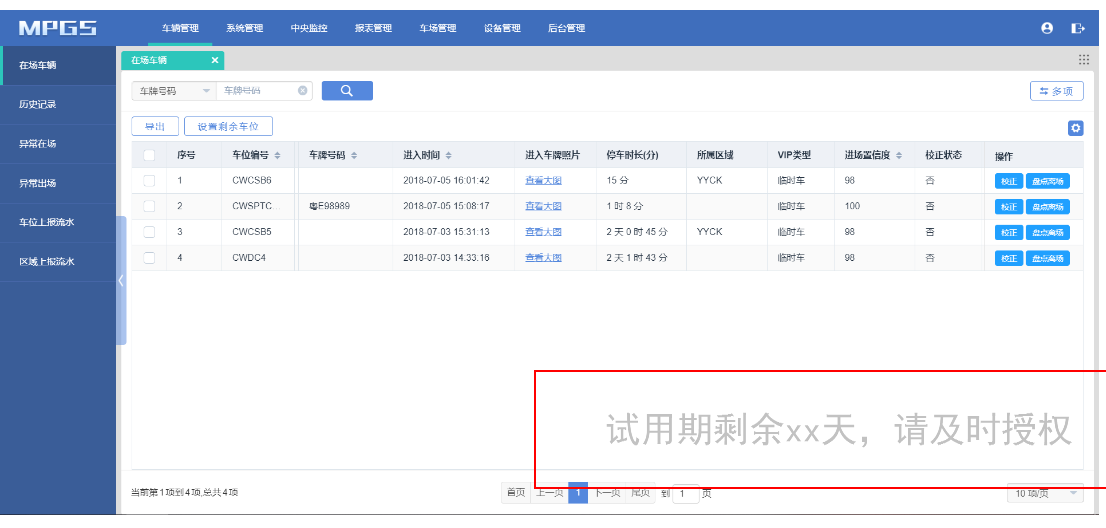 MPGS 车辆管理 系统管理 中央监控 报表管理 车场管理 设备管理 后台管理
在场车辆
历史记录
异常在场
异常出场
车位上报流水
区域上报流水
在场车辆 ×
车牌号码 车牌号码 多项
导出 设置剩余车位
序号 车位编号 车牌号码 进入时间 进入车牌照片 停车时长(分) 所属区域 VIP类型 进场置信度 校正状态 操作
1 CWCSB6 2018-07-05 16:01:42 查看大图 15 分 YYCK 临时车 98 否 校正 盘点离场
2 CWSPTC... 粤E98989 2018-07-05 15:08:17 查看大图 1 时 8 分 临时车 100 否 校正 盘点离场
3 CWCSB5 2018-07-03 15:31:13 查看大图 2 天 0 时 45 分 YYCK 临时车 98 否 校正 盘点离场
4 CWDC4 2018-07-03 14:33:16 查看大图 2 天 1 时 43 分 临时车 98 否 校正 盘点离场
试用期剩余xx天，请及时授权
当前第1项到4项,总共4项 首页 上一页 1 下一页 尾页 到 1 页 10 项/页